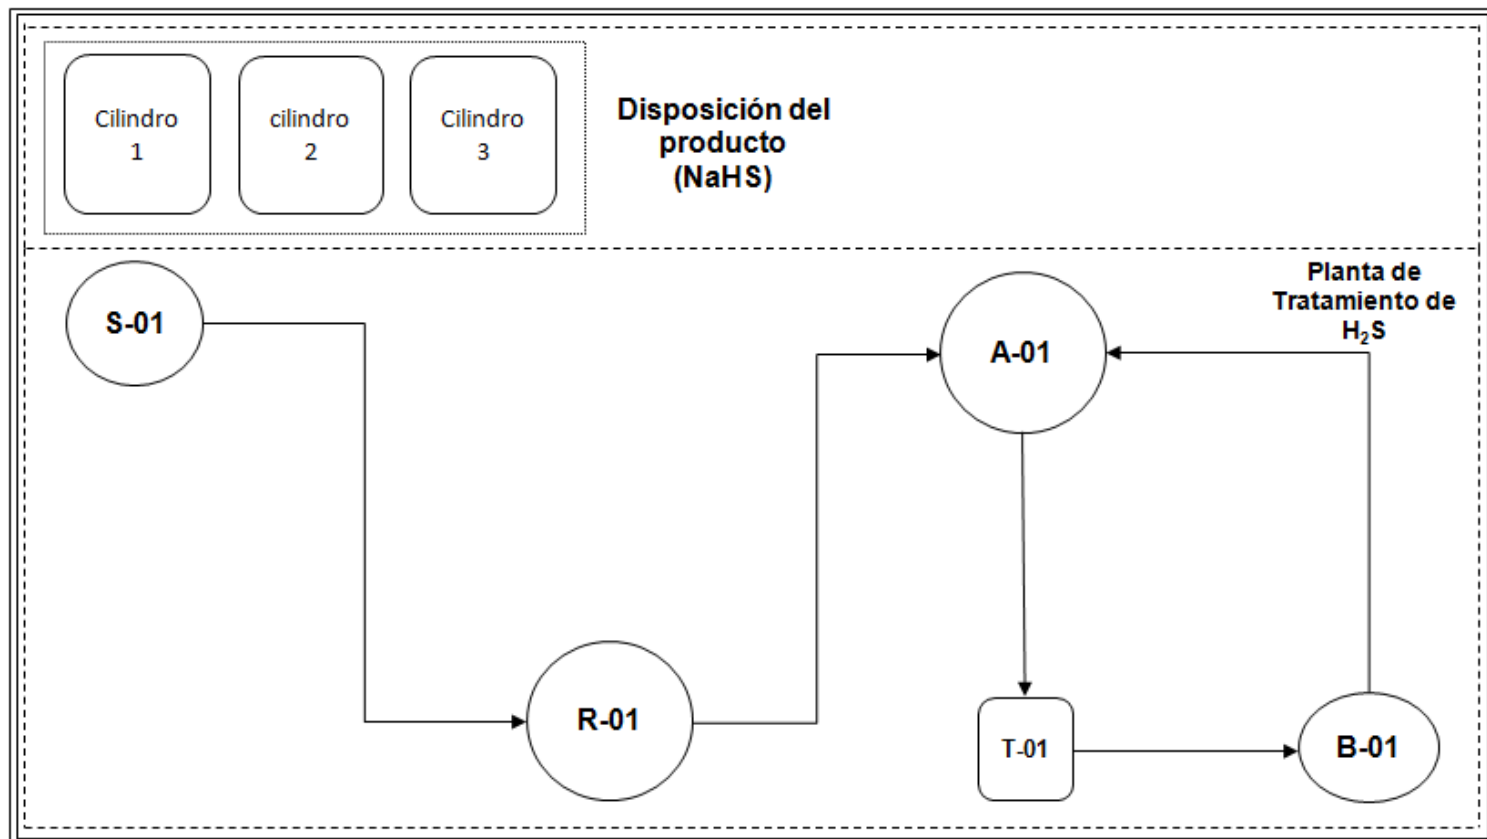 Cilindro
1
cilindro
2
Cilindro
3
Disposición del
producto
(NaHS)
S-01
A-01
Planta de
Tratamiento de
H₂S
R-01
T-01
B-01